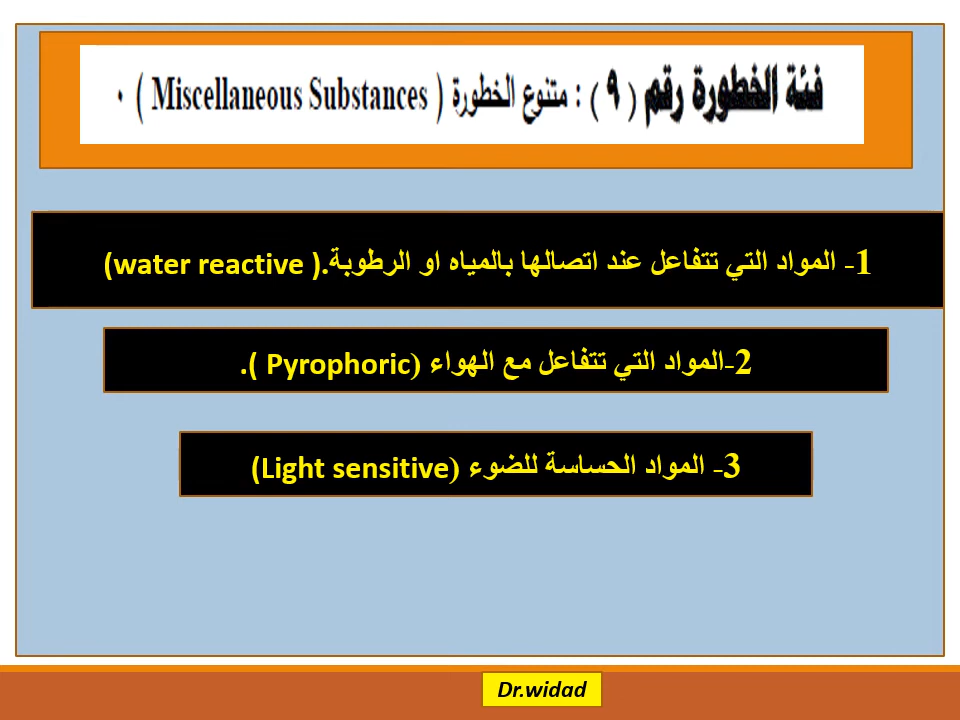 فئة الخطورة رقم ( ٩ ) : متنوع الخطورة ( Miscellaneous Substances ) ٠
1- المواد التي تتفاعل عند اتصالها بالمياه او الرطوبة.( water reactive)
2-المواد التي تتفاعل مع الهواء (Pyrophoric ).
3- المواد الحساسة للضوء (Light sensitive)
Dr.widad